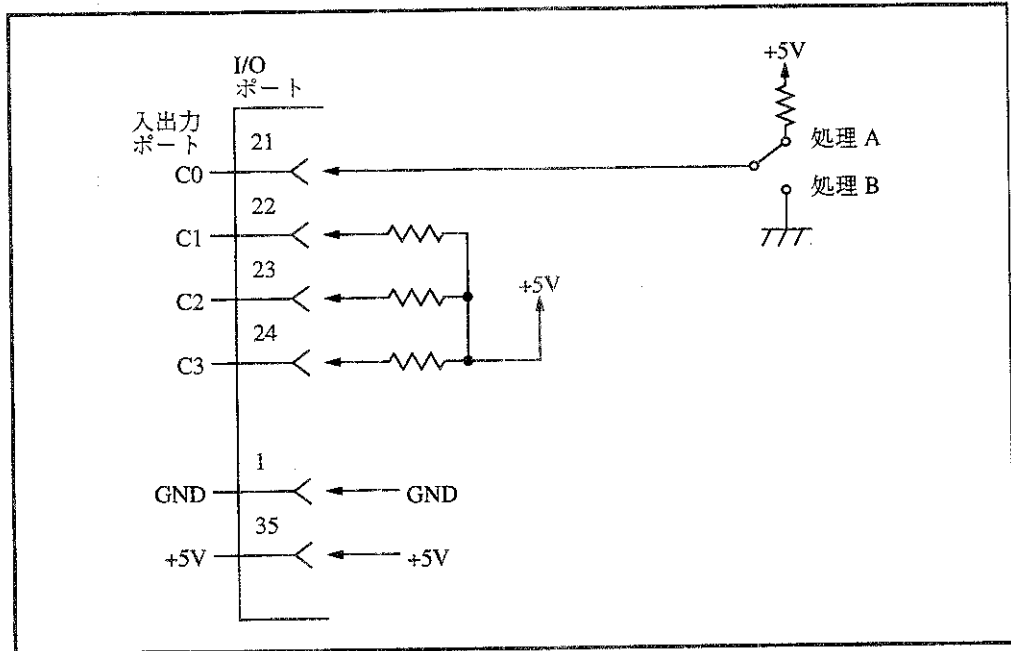 I/O
ポート
入出力
ポート
21
C0
22
C1
23
C2
24
C3
1
GND
GND
35
+5V
+5V
+5V
+5V
処理 A
処理 B